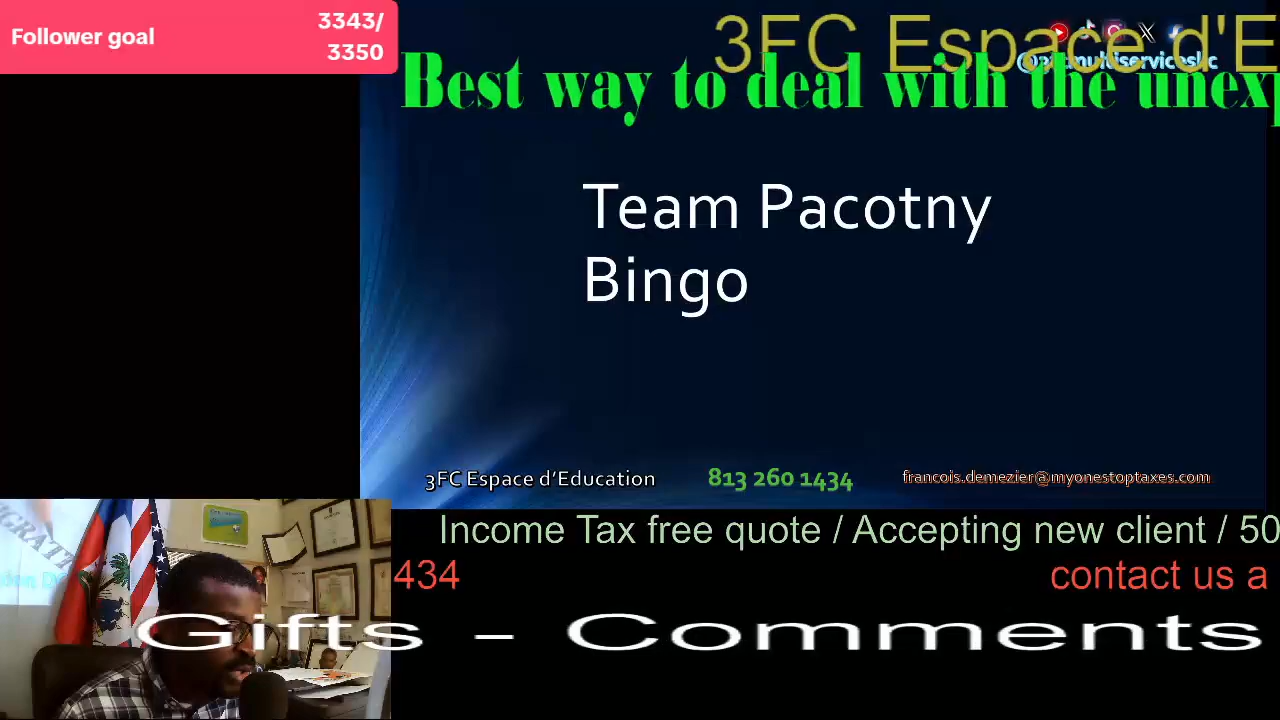 Follower goal
3343/
3350
3FC Espace d'E
Best way to deal with the unexp
Team Pacotny
Bingo
3FC Espace d'Education
813 260 1434
francois.demezier@myonestoptaxes.com
Income Tax free quote / Accepting new client / 50
434
contact us a
Gifts - Comments